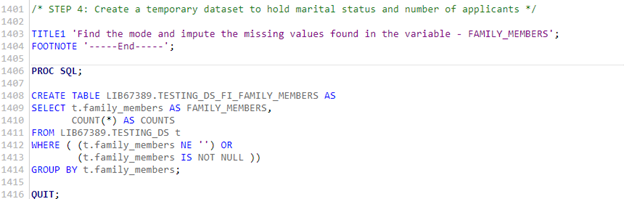 1401 /* STEP 4: Create a temporary dataset to hold marital status and number of applicants */
1402
1403 TITLE1 'Find the mode and impute the missing values found in the variable - FAMILY_MEMBERS';
1404 FOOTNOTE '-----End-----';
1405
1406 PROC SQL;
1407
1408 CREATE TABLE LIB67389.TESTING_DS_FI_FAMILY_MEMBERS AS
1409 SELECT t.family_members AS FAMILY_MEMBERS,
1410 COUNT(*) AS COUNTS
1411 FROM LIB67389.TESTING_DS t
1412 WHERE ( (t.family_members NE '') OR
1413 (t.family_members IS NOT NULL ))
1414 GROUP BY t.family_members;
1415
1416 QUIT;